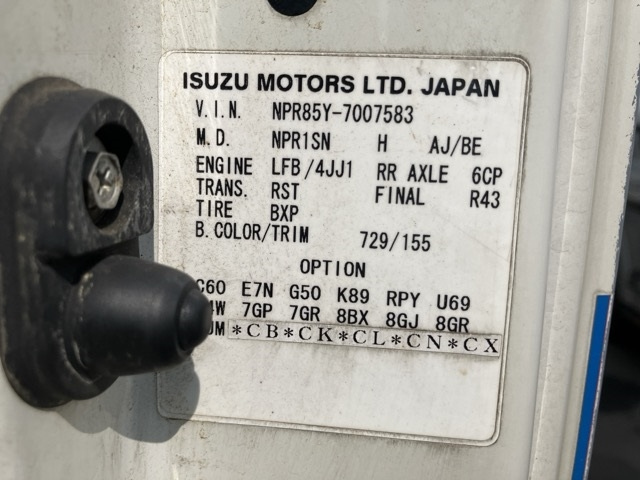 ISUZU MOTORS LTD. JAPAN
V.I.N. NPR85Y-7007583
M.D. NPR1SN H AJ/BE
ENGINE LFB/4JJ1 RR AXLE 6CP
TRANS. RST FINAL R43
TIRE BXP
B.COLOR/TRIM 729/155
OPTION
E7N G50 K89 RPY U69
7GP 7GR 8BX 8GJ 8GR
*CB*CK*CL*CN*CX